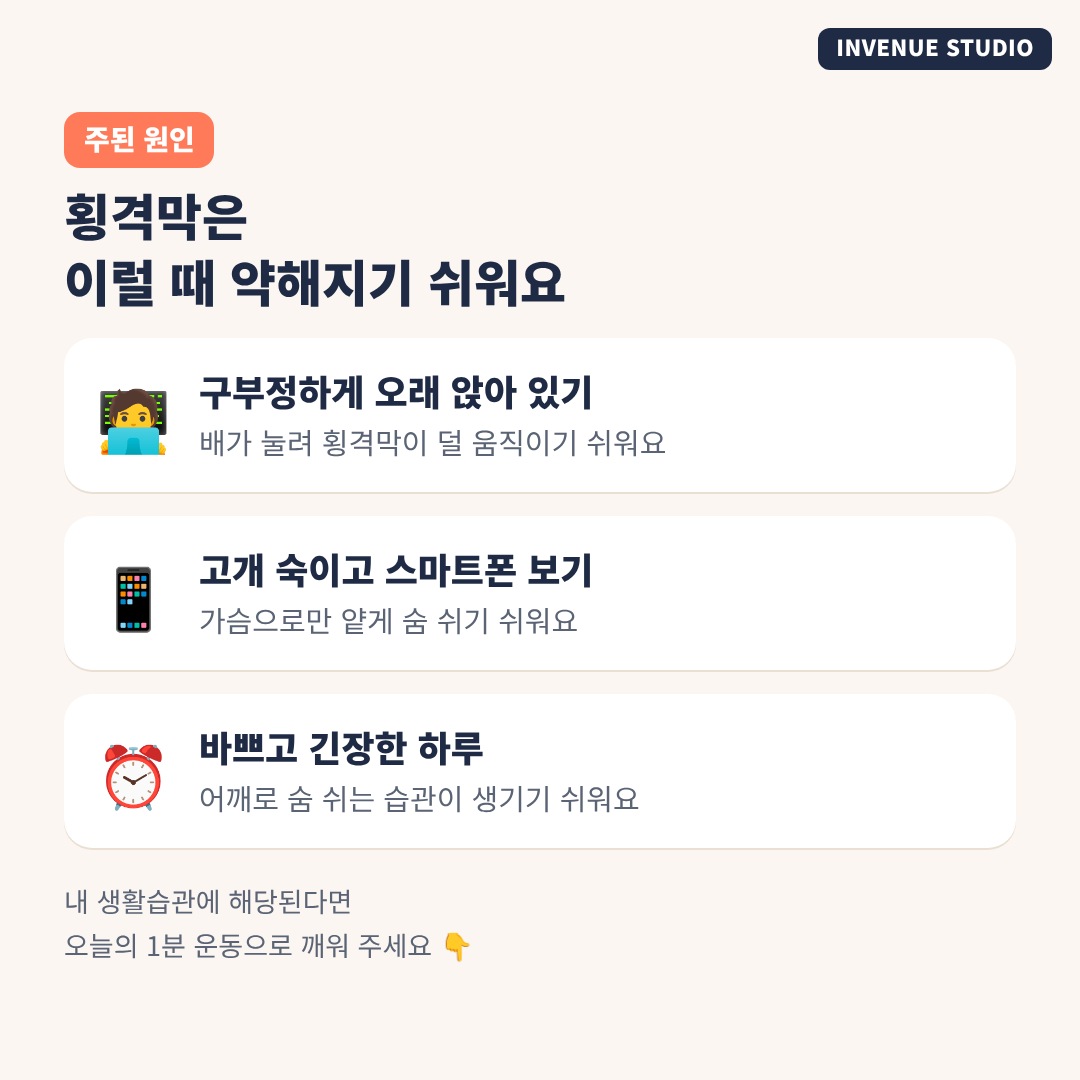 INVENUE STUDIO
주된 원인
횡격막은
이럴 때 약해지기 쉬워요
구부정하게 오래 앉아 있기
배가 눌려 횡격막이 덜 움직이기 쉬워요
고개 숙이고 스마트폰 보기
가슴으로만 얕게 숨 쉬기 쉬워요
바쁘고 긴장한 하루
어깨로 숨 쉬는 습관이 생기기 쉬워요
내 생활습관에 해당된다면
오늘의 1분 운동으로 깨워 주세요 👇